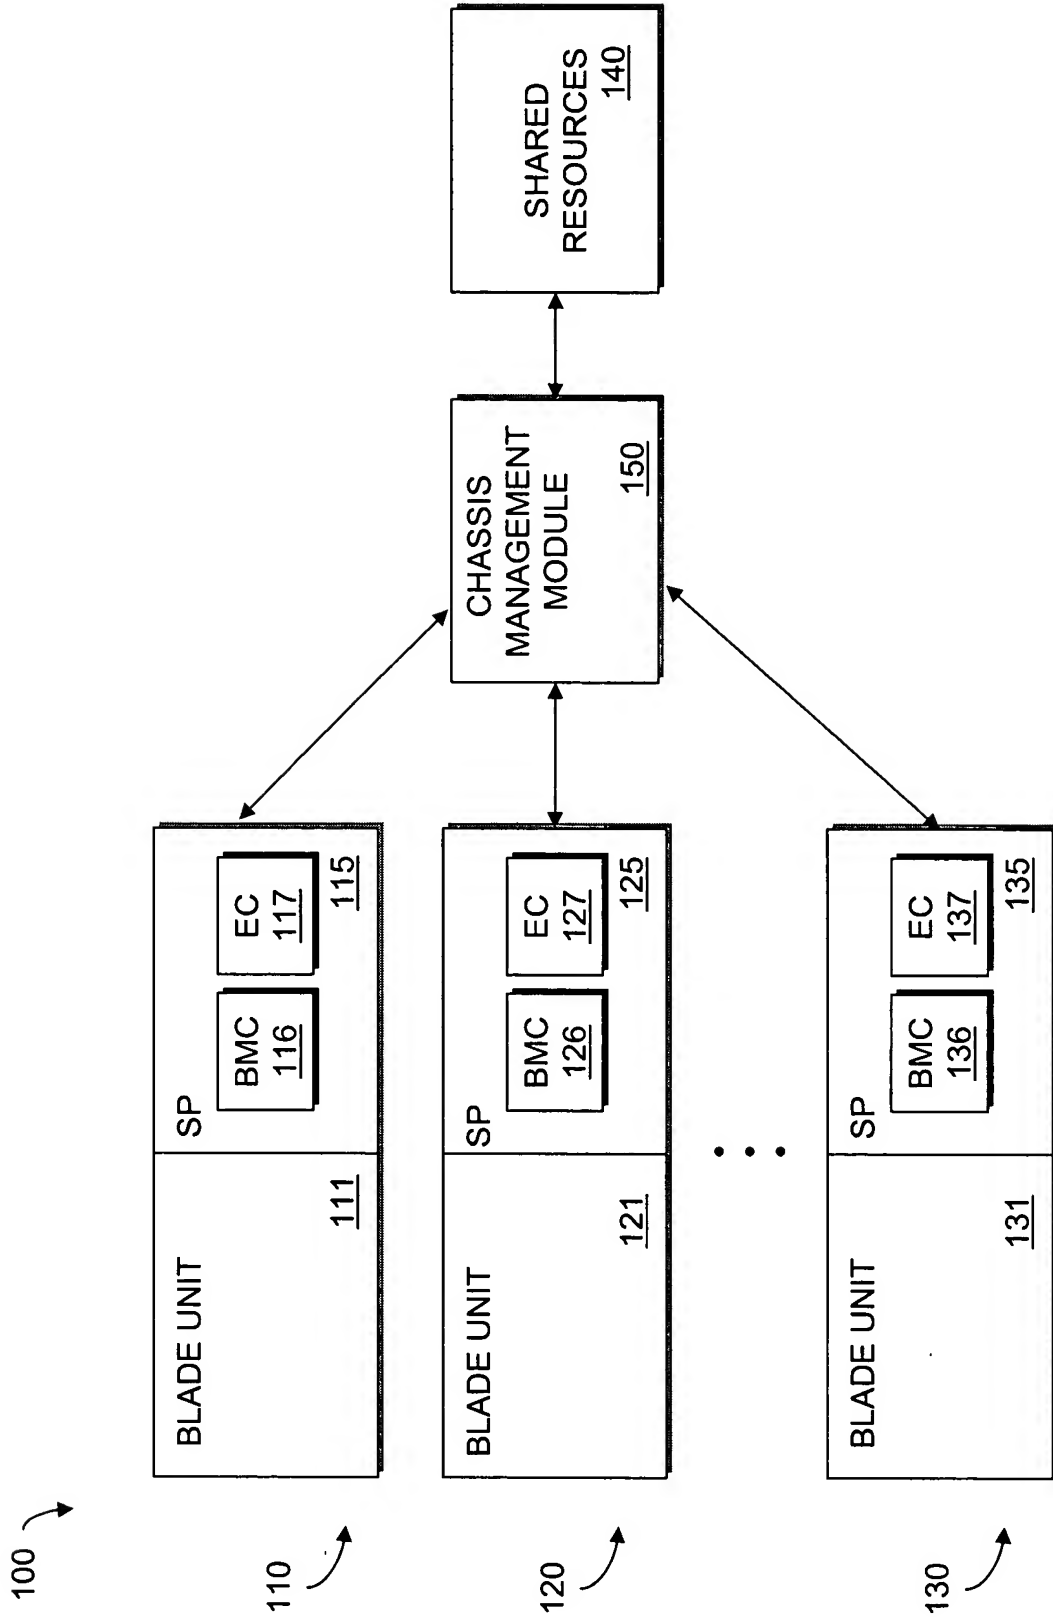 100
110
BLADE UNIT
111
SP
BMC
116
EC
117
115
120
BLADE UNIT
121
SP
BMC
126
EC
127
125
130
BLADE UNIT
131
SP
BMC
136
EC
137
135
CHASSIS
MANAGEMENT
MODULE
150
SHARED
RESOURCES
140